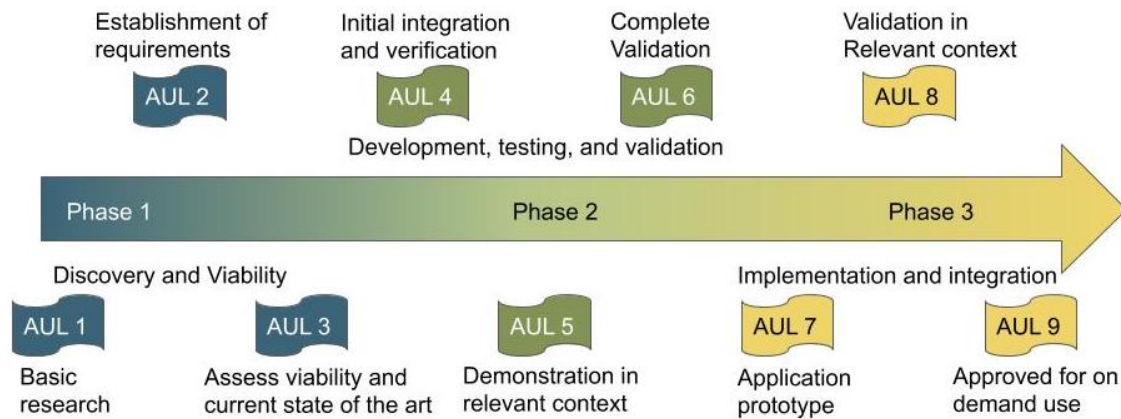 Establishment of
requirements
AUL 2
Initial integration
and verification
AUL 4
Complete
Validation
AUL 6
Validation in
Relevant context
AUL 8
Development, testing, and validation
Phase 1
Phase 2
Phase 3
Discovery and Viability
Implementation and integration
AUL 1
Basic
research
AUL 3
Assess viability and
current state of the art
AUL 5
Demonstration in
relevant context
AUL 7
Application
prototype
AUL 9
Approved for on
demand use